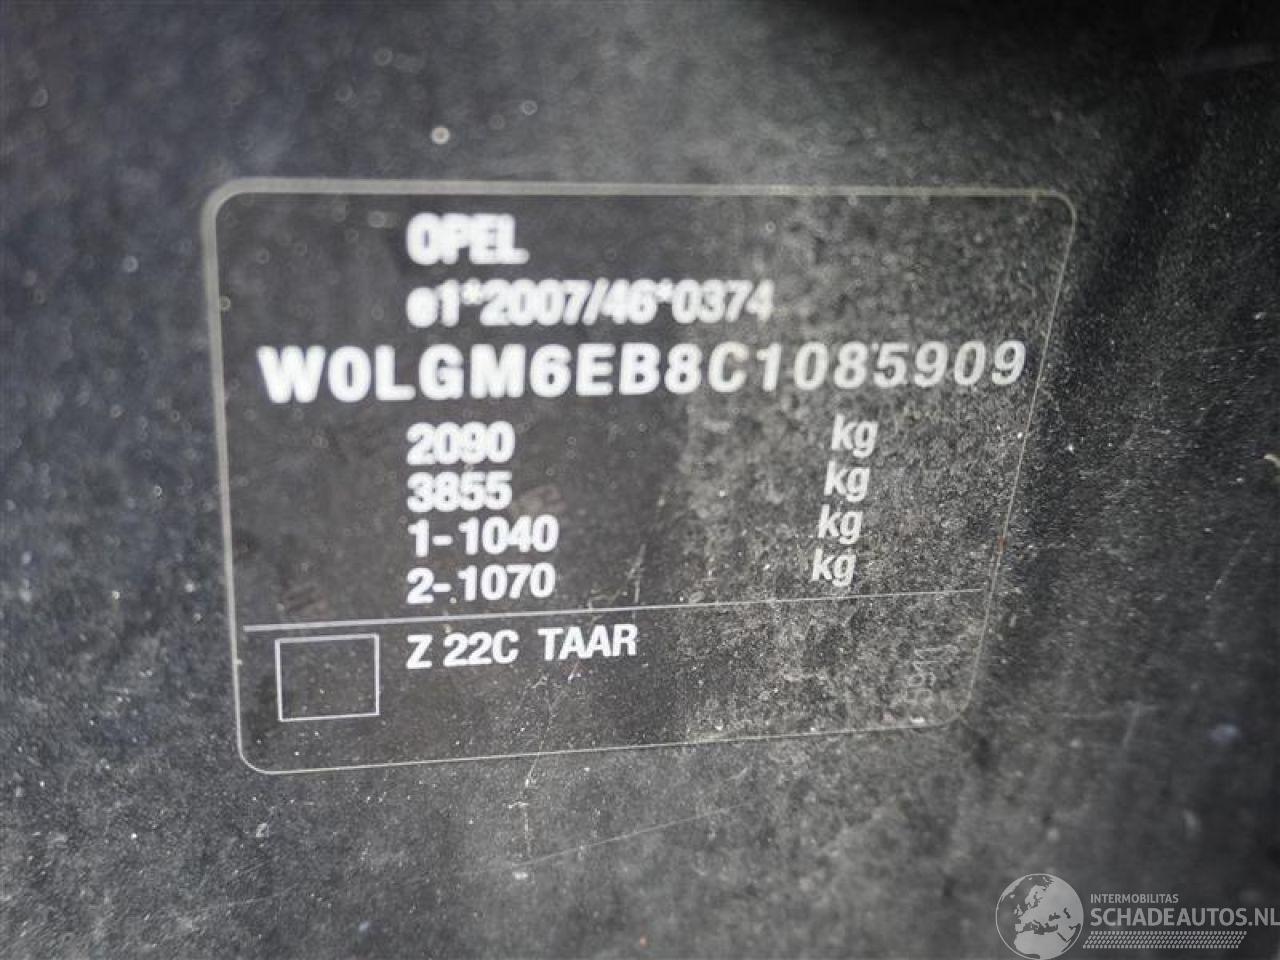 OPEL
e1*2007/46*0374
W0LGM6EB8C1085909
2090 kg
3855 kg
1-1040 kg
2-1070 kg
Z 22C TAAR
INTERMOBILITAS
SCHADEAUTOS.NL